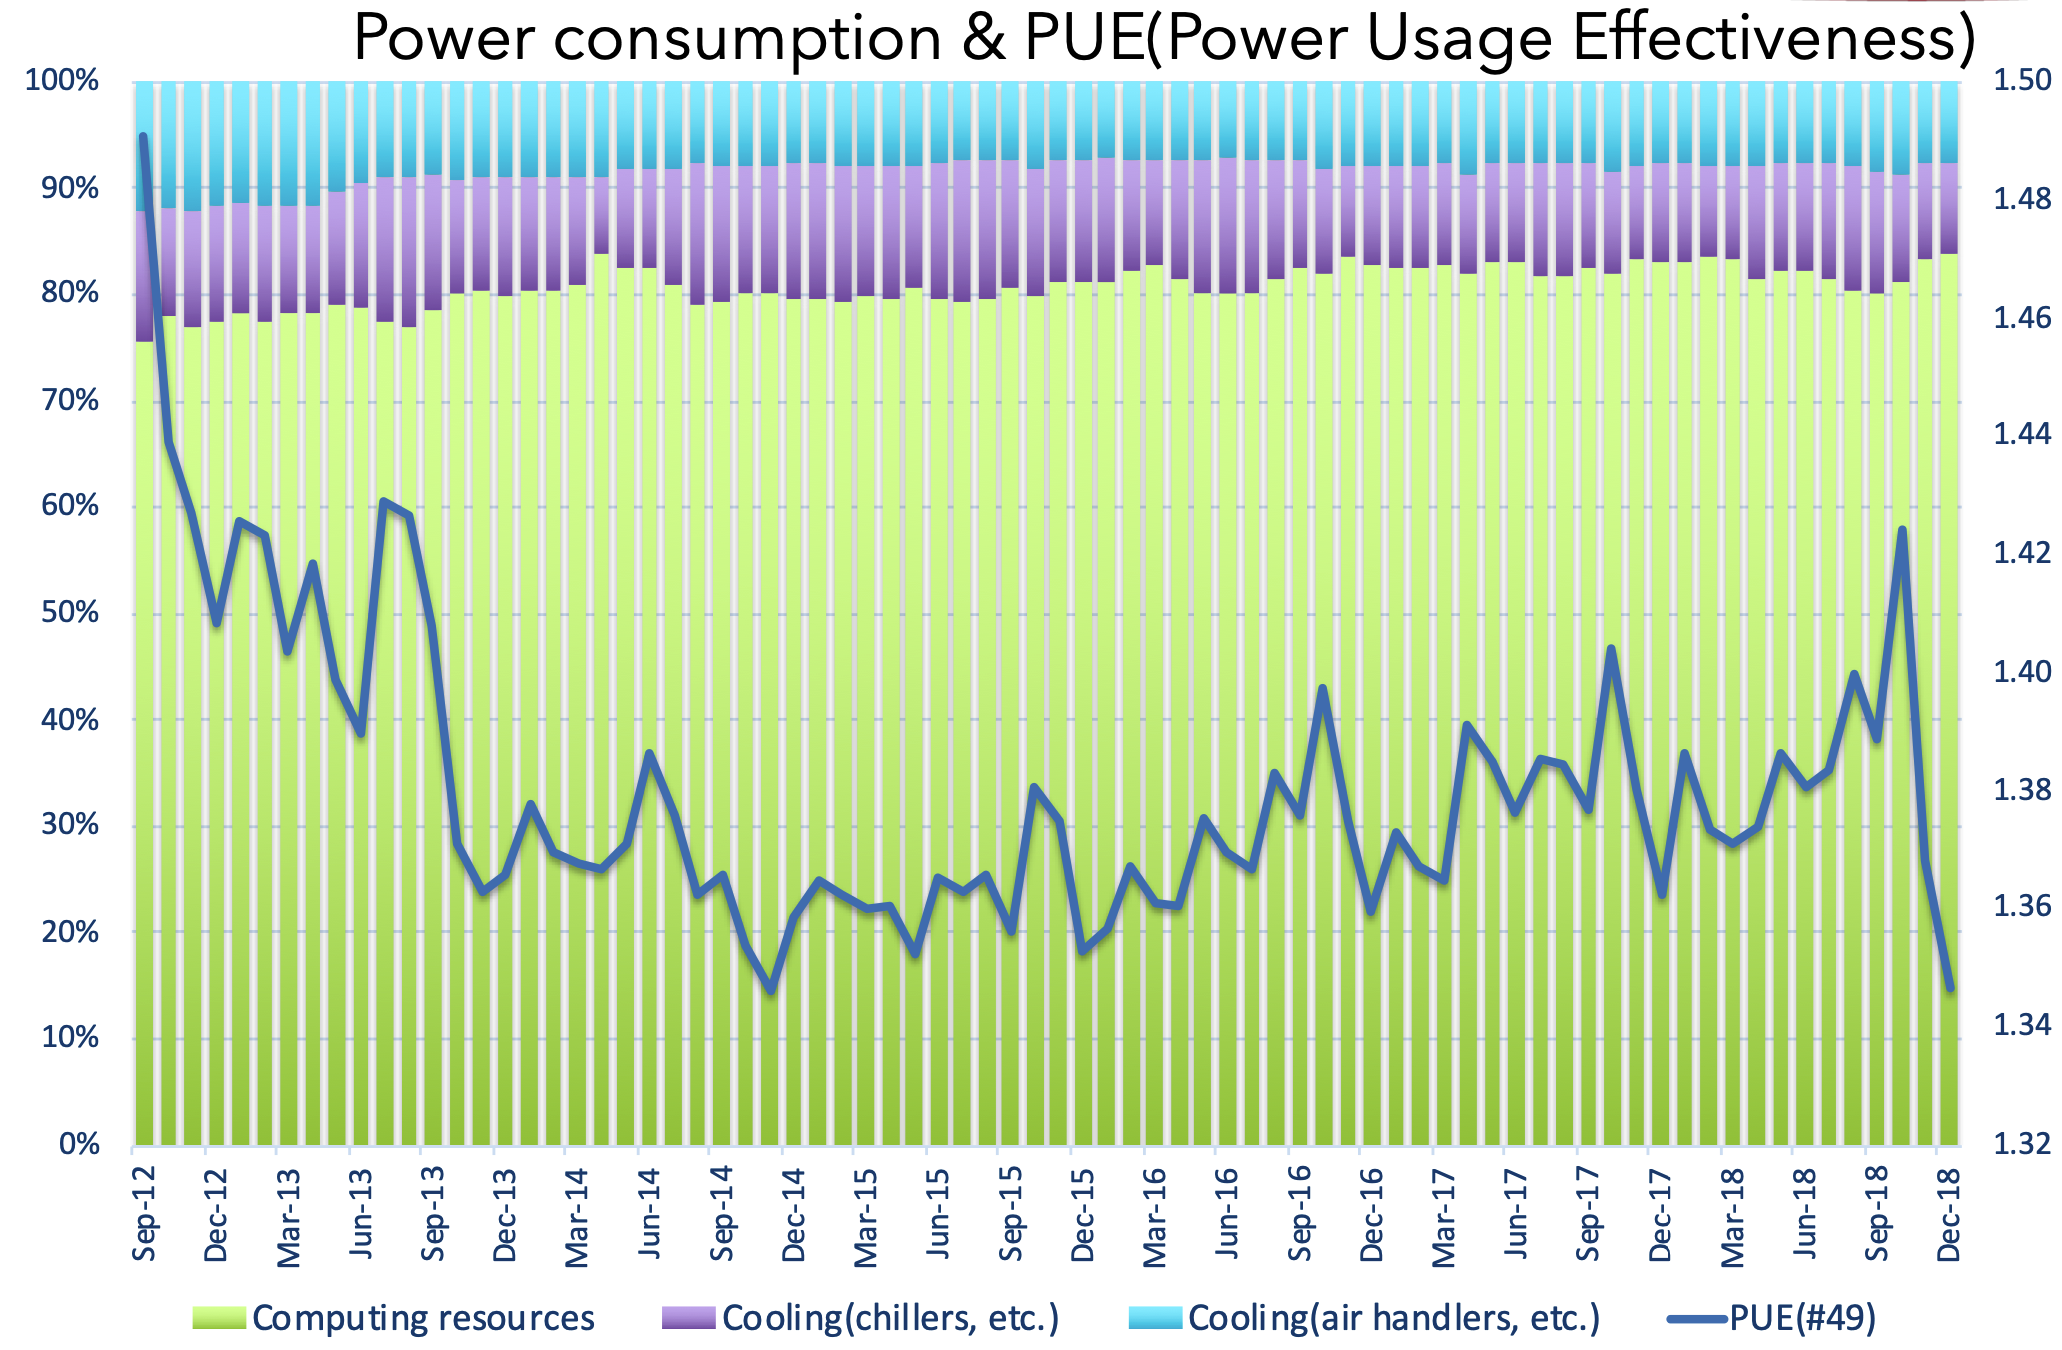 Power consumption & PUE(Power Usage Effectiveness)
100%
90%
80%
70%
60%
50%
40%
30%
20%
10%
0%
1.50
1.48
1.46
1.44
1.42
1.40
1.38
1.36
1.34
1.32
Sep-12
Dec-12
Mar-13
Jun-13
Sep-13
Dec-13
Mar-14
Jun-14
Sep-14
Dec-14
Mar-15
Jun-15
Sep-15
Dec-15
Mar-16
Jun-16
Sep-16
Dec-16
Mar-17
Jun-17
Sep-17
Dec-17
Mar-18
Jun-18
Sep-18
Dec-18
Computing resources
Cooling(chillers, etc.)
Cooling(air handlers, etc.)
PUE(#49)